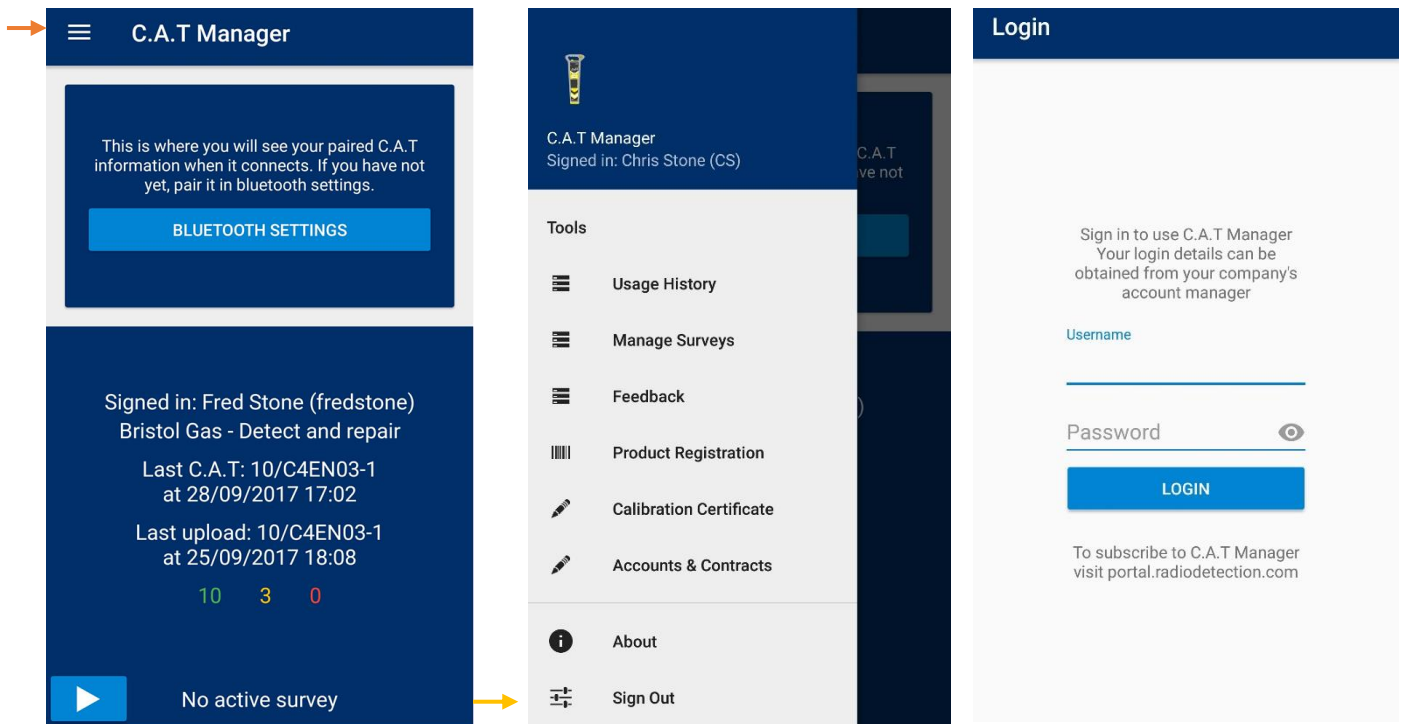 C.A.T Manager
This is where you will see your paired C.A.T
information when it connects. If you have not
yet, pair it in bluetooth settings.
BLUETOOTH SETTINGS
Signed in: Fred Stone (fredstone)
Bristol Gas - Detect and repair
Last C.A.T: 10/C4EN03-1
at 28/09/2017 17:02
Last upload: 10/C4EN03-1
at 25/09/2017 18:08
10 3 0
No active survey
C.A.T Manager
Signed in: Chris Stone (CS)
C.A.T
ve not
Tools
Usage History
Manage Surveys
Feedback
Product Registration
Calibration Certificate
Accounts & Contracts
)
About
Sign Out
Login
Sign in to use C.A.T Manager
Your login details can be
obtained from your company's
account manager
Username
Password
LOGIN
To subscribe to C.A.T Manager
visit portal.radiodetection.com